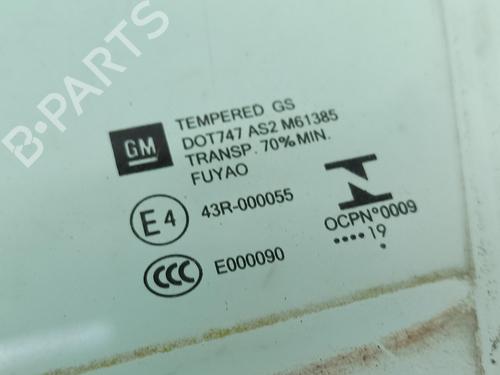 TEMPERED GS
GM
DOT747 AS2 M61385
TRANSP. 70% MIN.
FUYAO
E4
43R-000055
OCPN°0009
.... 19
.
CCC
E000090
B-PARTS